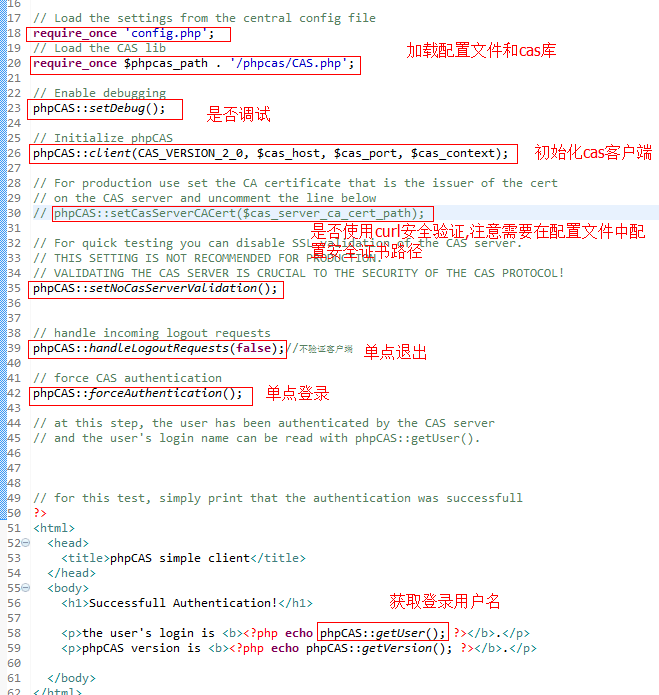 16
17 // Load the settings from the central config file
18 require_once 'config.php';
19 // Load the CAS lib
加载配置文件和cas库
20 require_once $phpcas_path . '/phpcas/CAS.php';
21
22 // Enable debugging
23 phpCAS::setDebug();
是否调试
24
25 // Initialize phpCAS
26 phpCAS::client(CAS_VERSION_2_0, $cas_host, $cas_port, $cas_context);
初始化cas客户端
27
28 // For production use set the CA certificate that is the issuer of the cert
29 // on the CAS server and uncomment the line below
30 // phpCAS::setCasServerCACert($cas_server_ca_cert_path);
31
是否使用curl安全验证,注意需要在配置文件中配
置安全证书路径
32 // For quick testing you can disable SSL validation of the CAS server.
33 // THIS SETTING IS NOT RECOMMENDED FOR PRODUCTION.
34 // VALIDATING THE CAS SERVER IS CRUCIAL TO THE SECURITY OF THE CAS PROTOCOL!
35 phpCAS::setNoCasServerValidation();
36
37
38 // handle incoming logout requests
39 phpCAS::handleLogoutRequests(false);//不验证客户端
单点退出
40
41 // force CAS authentication
42 phpCAS::forceAuthentication();
单点登录
43
44 // at this step, the user has been authenticated by the CAS server
45 // and the user's login name can be read with phpCAS::getUser().
46
47
48
49 // for this test, simply print that the authentication was successfull
50 ?>
51 <html>
52 <head>
53 <title>phpCAS simple client</title>
54 </head>
55 <body>
56 <h1>Successfull Authentication!</h1>
获取登录用户名
57
58 <p>the user's login is <b><?php echo phpCAS::getUser(); ?></b>.</p>
59 <p>phpCAS version is <b><?php echo phpCAS::getVersion(); ?></b>.</p>
60
61 </body>
62 </html>